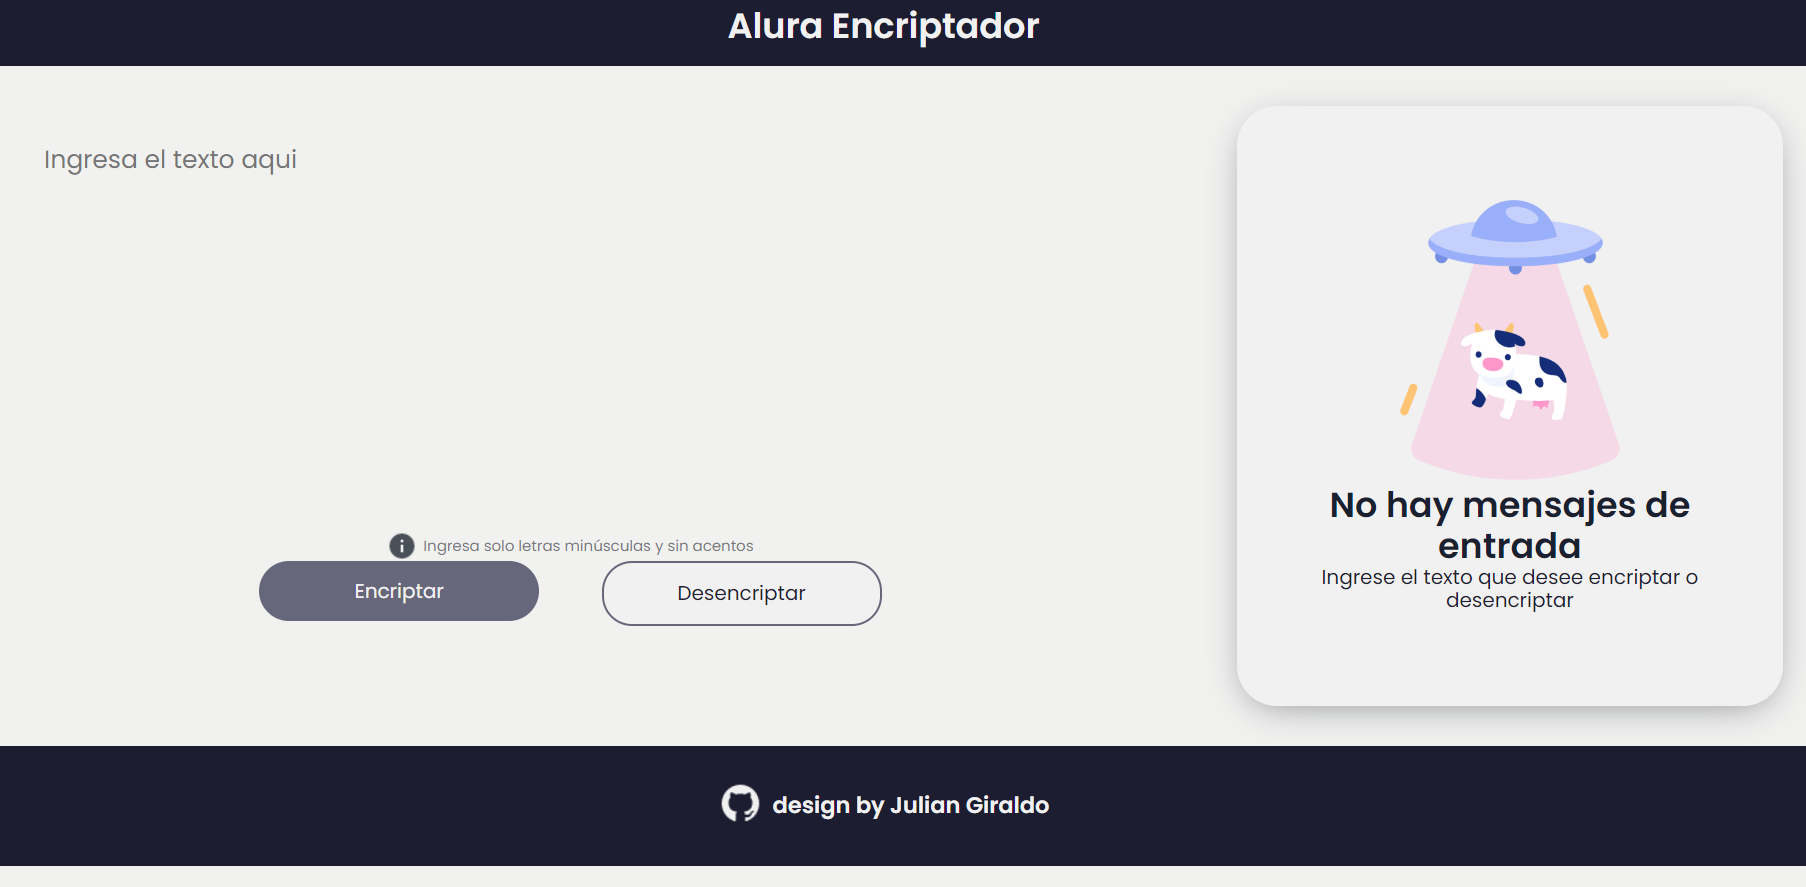 Alura Encriptador
Ingresa el texto aqui
Ingresa solo letras minúsculas y sin acentos
Encriptar
Desencriptar
No hay mensajes de
entrada
Ingrese el texto que desee encriptar o
desencriptar
design by Julian Giraldo